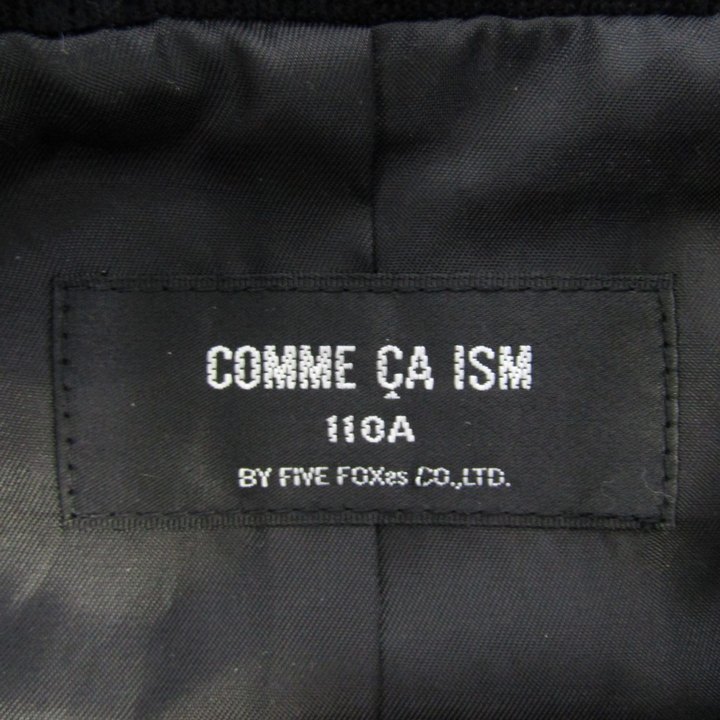 COMME ÇA ISM
110A
BY FIVE FOXes CO.,LTD.